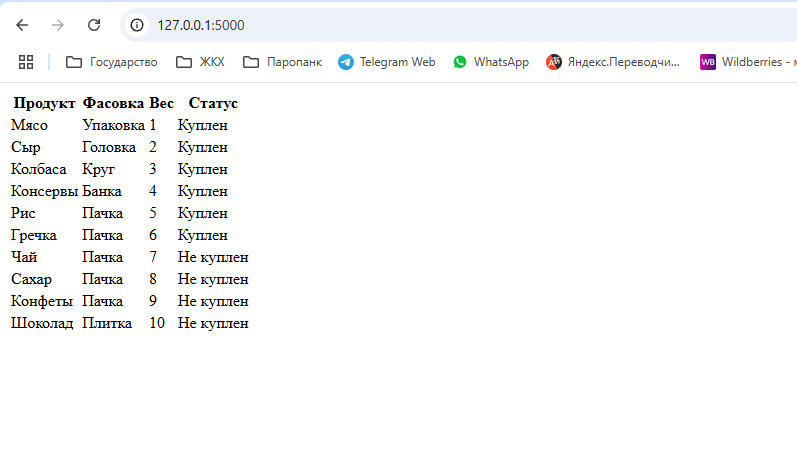 127.0.0.1:5000
Государство ЖКХ Паропанк Telegram Web WhatsApp Яндекс.Переводчи... WB Wildberries - м
Продукт Фасовка Вес Статус
Мясо Упаковка 1 Куплен
Сыр Головка 2 Куплен
Колбаса Круг 3 Куплен
Консервы Банка 4 Куплен
Рис Пачка 5 Куплен
Гречка Пачка 6 Куплен
Чай Пачка 7 Не куплен
Сахар Пачка 8 Не куплен
Конфеты Пачка 9 Не куплен
Шоколад Плитка 10 Не куплен